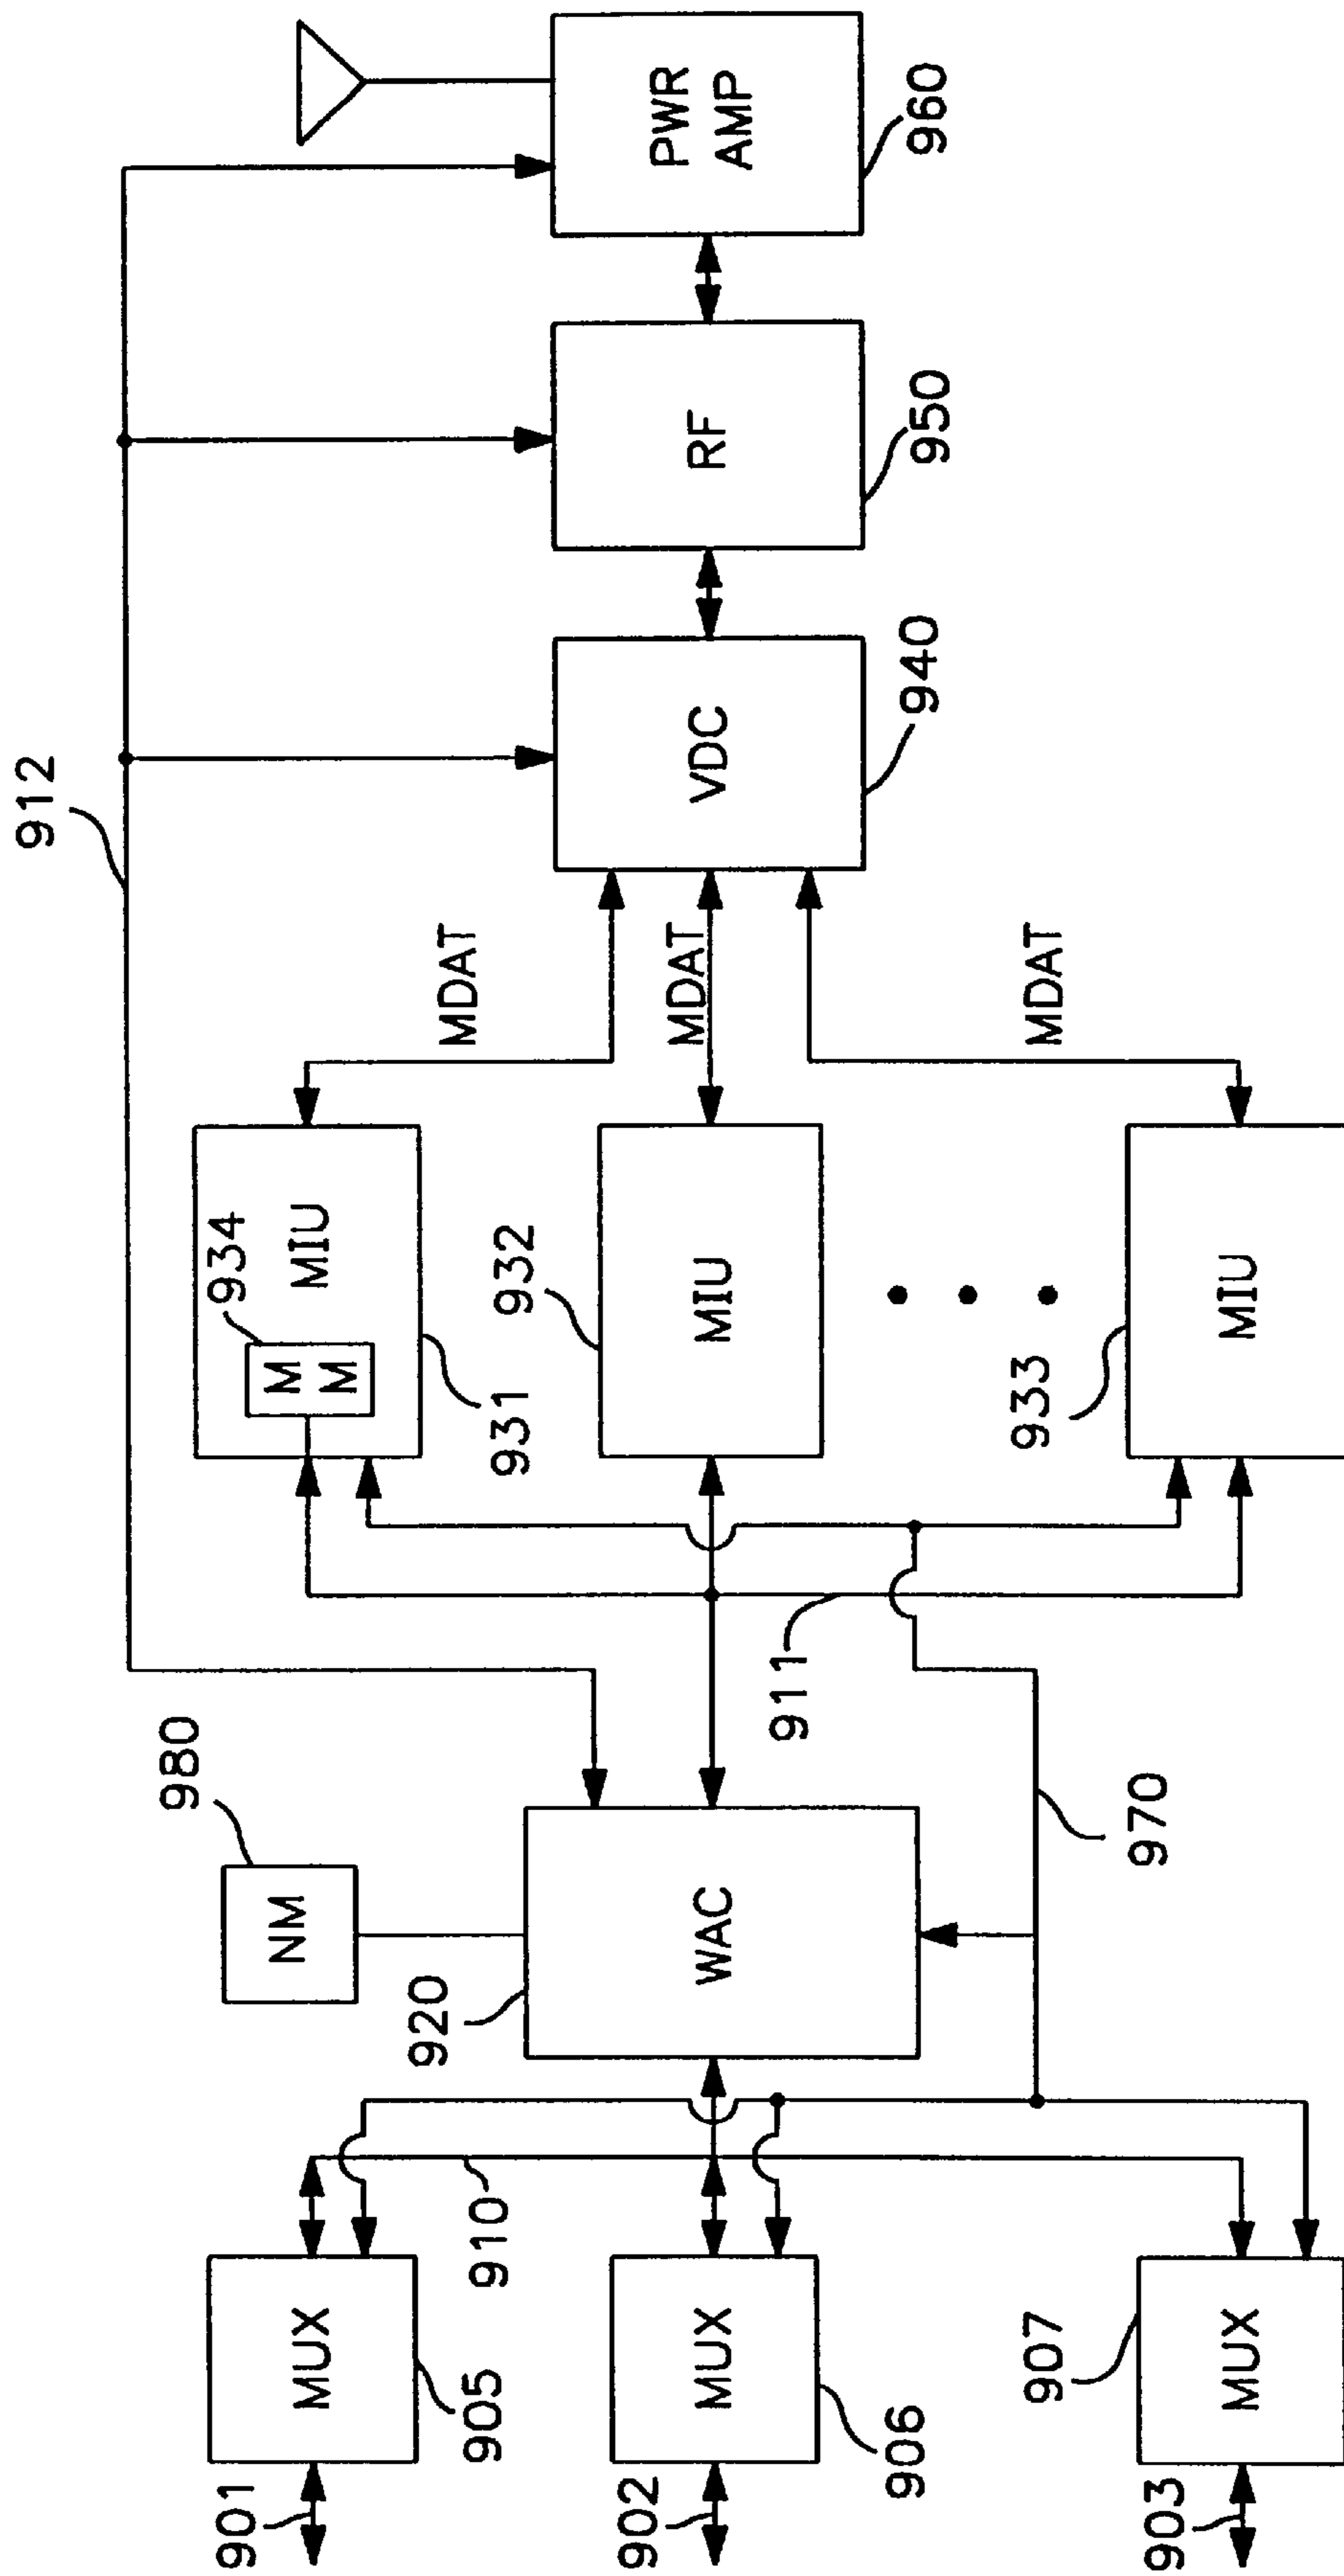 912
980
NM
934
M
M
MIU
931
MDAT
PWR
AMP
960
RF
950
VDC
940
MDAT
932
MIU
920
WAC
911
970
933
MIU
MDAT
901
MUX
905
910
902
MUX
906
903
907
MUX